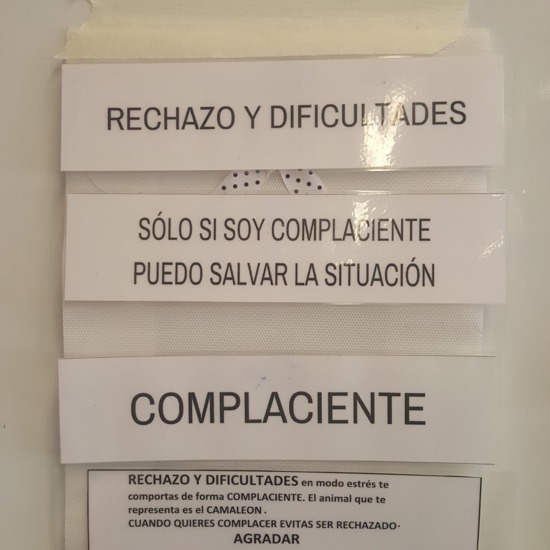 RECHAZO Y DIFICULTADES
SÓLO SI SOY COMPLACIENTE
PUEDO SALVAR LA SITUACIÓN
COMPLACIENTE
RECHAZO Y DIFICULTADES en modo estrés te
comportas de forma COMPLACIENTE. El animal que te
representa es el CAMALEON .
CUANDO QUIERES COMPLACER EVITAS SER RECHAZADO·
AGRADAR